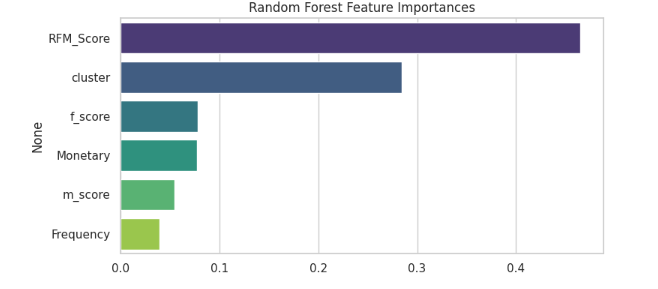 Random Forest Feature Importances
RFM_Score
cluster
f_score
Monetary
m_score
Frequency
None
0.0 0.1 0.2 0.3 0.4